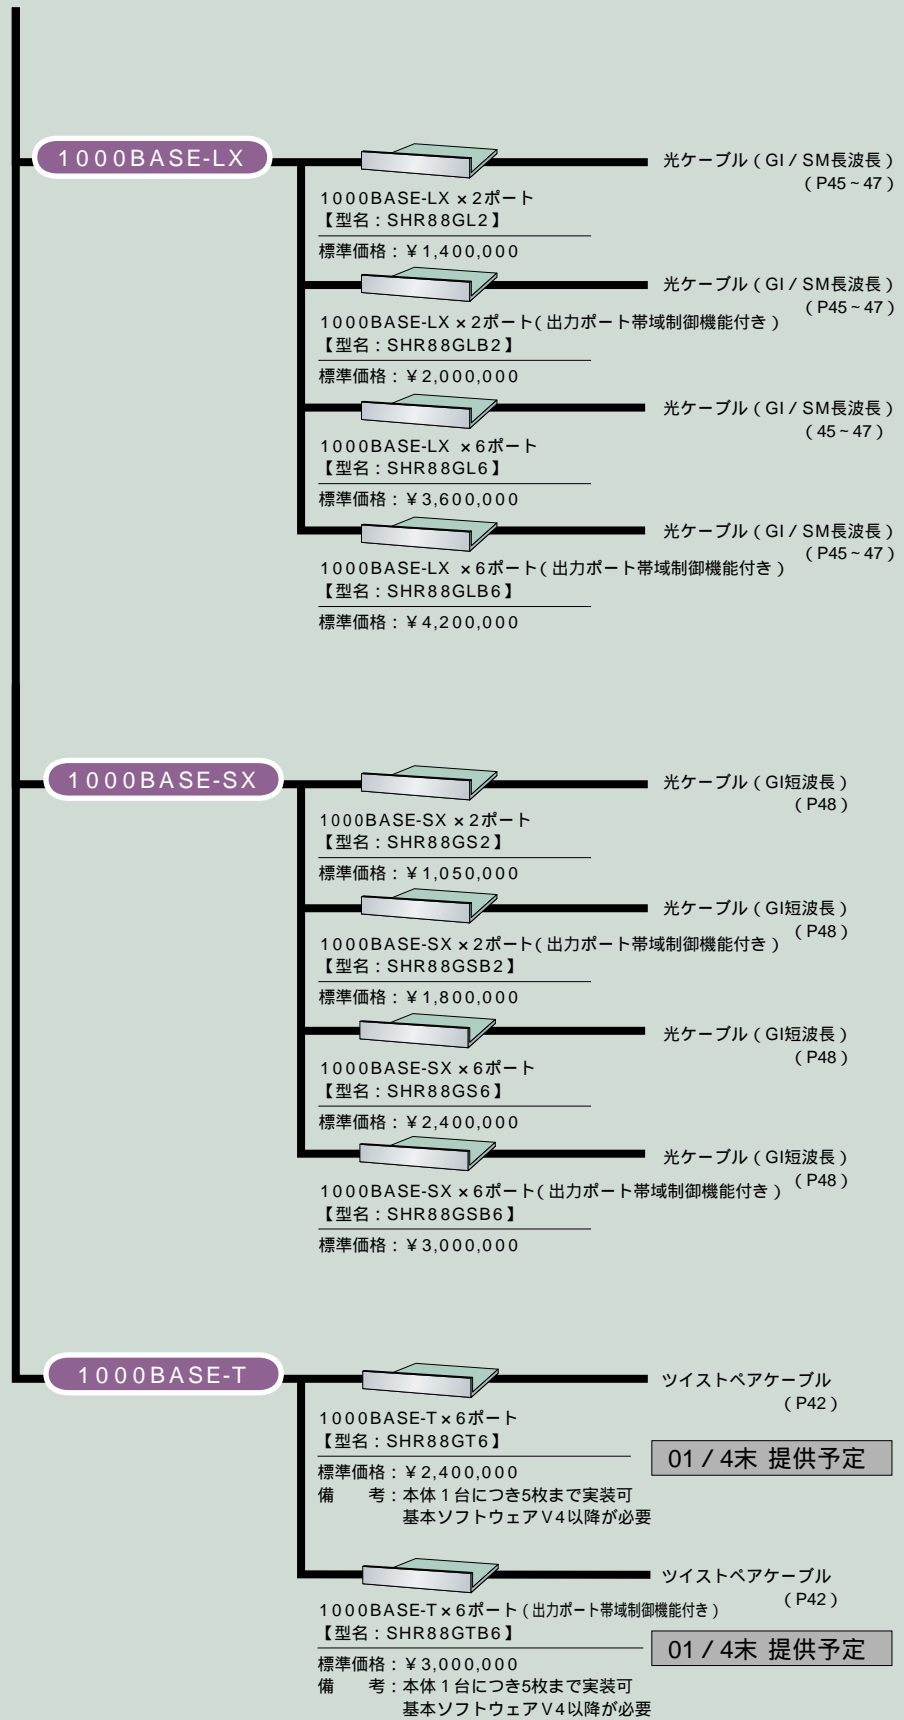 1000BASE-LX
光ケーブル（GI / SM長波長）
（P45~47）
1000BASE-LX×2ポート
【型名：SHR88GL2】
標準価格：¥1,400,000
光ケーブル（GI / SM長波長）
（P45~47）
1000BASE-LX×2ポート（出力ポート帯域制御機能付き）
【型名：SHR88GLB2】
標準価格：¥2,000,000
光ケーブル（GI / SM長波長）
（45~47）
1000BASE-LX ×6ポート
【型名：SHR88GL6】
標準価格：¥3,600,000
光ケーブル（GI / SM長波長）
（P45~47）
1000BASE-LX ×6ポート（出力ポート帯域制御機能付き）
【型名：SHR88GLB6】
標準価格：¥4,200,000
1000BASE-SX
光ケーブル（GI短波長）
（P48）
1000BASE-SX×2ポート
【型名：SHR88GS2】
標準価格：¥1,050,000
光ケーブル（GI短波長）
（P48）
1000BASE-SX×2ポート（出力ポート帯域制御機能付き）
【型名：SHR88GSB2】
標準価格：¥1,800,000
光ケーブル（GI短波長）
（P48）
1000BASE-SX×6ポート
【型名：SHR88GS6】
標準価格：¥2,400,000
光ケーブル（GI短波長）
（P48）
1000BASE-SX×6ポート（出力ポート帯域制御機能付き）
【型名：SHR88GSB6】
標準価格：¥3,000,000
1000BASE-T
ツイストペアケーブル
（P42）
1000BASE-T×6ポート
【型名：SHR88GT6】
01 / 4末 提供予定
標準価格：¥2,400,000
備　　考：本体1台につき5枚まで実装可
基本ソフトウェアV4以降が必要
ツイストペアケーブル
（P42）
1000BASE-T×6ポート（出力ポート帯域制御機能付き）
【型名：SHR88GTB6】
01 / 4末 提供予定
標準価格：¥3,000,000
備　　考：本体1台につき5枚まで実装可
基本ソフトウェアV4以降が必要